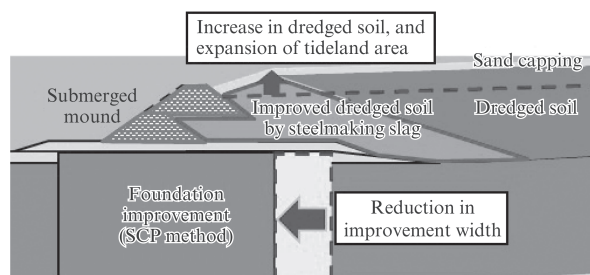 Increase in dredged soil, and
expansion of tideland area
Sand capping
Submerged
mound
Improved dredged soil
by steelmaking slag
Dredged soil
Foundation
improvement
(SCP method)
Reduction in
improvement width